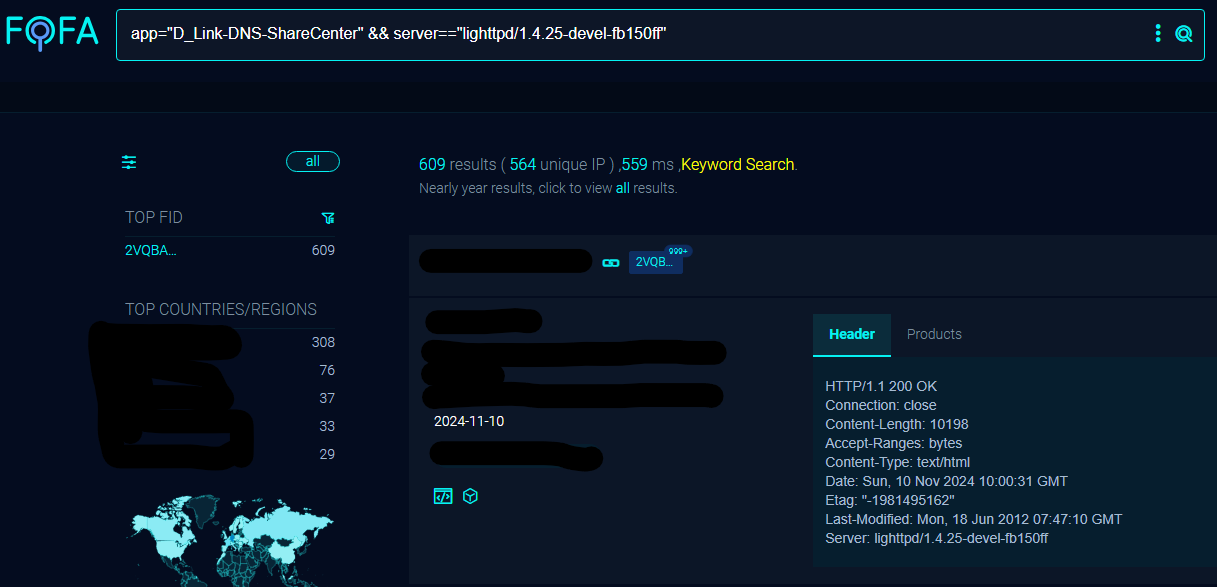 FOFA
app="D_Link-DNS-ShareCenter" && server=="lighttpd/1.4.25-devel-fb150ff"
all
609 results ( 564 unique IP ) ,559 ms ,Keyword Search.
Nearly year results, click to view all results.
TOP FID
2VQBA... 609
TOP COUNTRIES/REGIONS
308
76
37
33
29
999+
2VQB...
2024-11-10
Header Products
HTTP/1.1 200 OK
Connection: close
Content-Length: 10198
Accept-Ranges: bytes
Content-Type: text/html
Date: Sun, 10 Nov 2024 10:00:31 GMT
Etag: "-1981495162"
Last-Modified: Mon, 18 Jun 2012 07:47:10 GMT
Server: lighttpd/1.4.25-devel-fb150ff